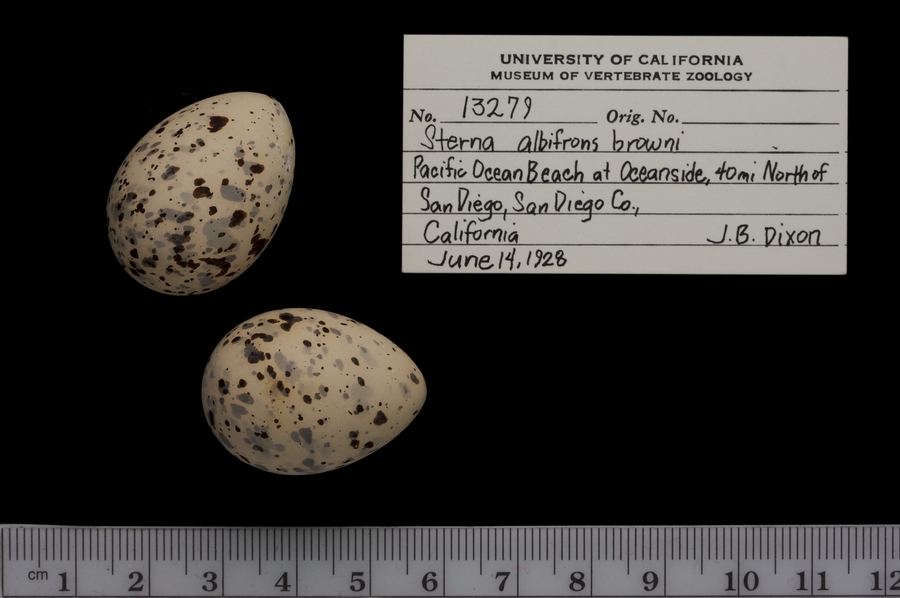 UNIVERSITY OF CALIFORNIA
MUSEUM OF VERTEBRATE ZOOLOGY
No. 13279 Orig. No.
Sterna albifrons browni
Pacific Ocean Beach at Oceanside, 40mi North of
San Diego, San Diego Co.,
California J.B. Dixon
June 14, 1928
cm 1 2 3 4 5 6 7 8 9 10 11 12